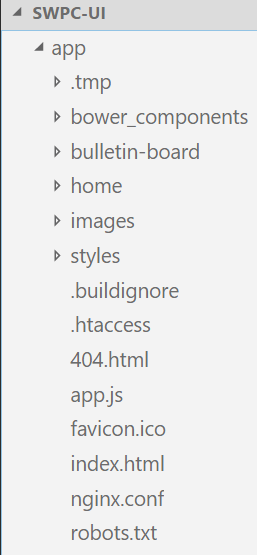 SWPC-UI
app
.tmp
bower_components
bulletin-board
home
images
styles
.buildignore
.htaccess
404.html
app.js
favicon.ico
index.html
nginx.conf
robots.txt